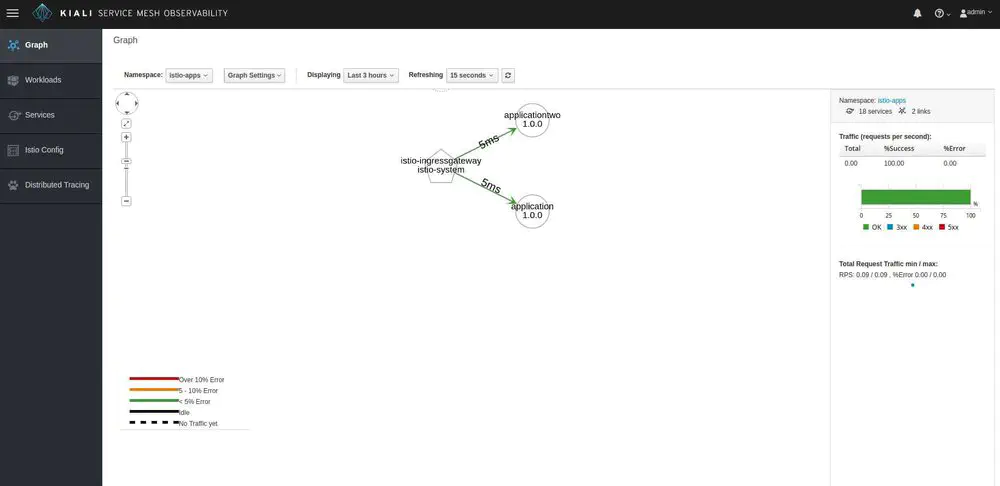 KIALI SERVICE MESH OBSERVABILITY
admin
Graph
Workloads
Services
Istio Config
Distributed Tracing
Graph
Namespace: istio-apps Graph Settings Displaying Last 3 hours Refreshing 15 seconds
applicationtwo
1.0.0
5ms
istio-ingressgateway
istio-system
5ms
application
1.0.0
Over 10% Error
5 - 10% Error
< 5% Error
Idle
No Traffic yet
Namespace: istio-apps
18 services 2 links
Traffic (requests per second):
Total %Success %Error
0.00 100.00 0.00
%
0 25 50 75 100
OK 3xx 4xx 5xx
Total Request Traffic min / max:
RPS: 0.09 / 0.09 , %Error 0.00 / 0.00